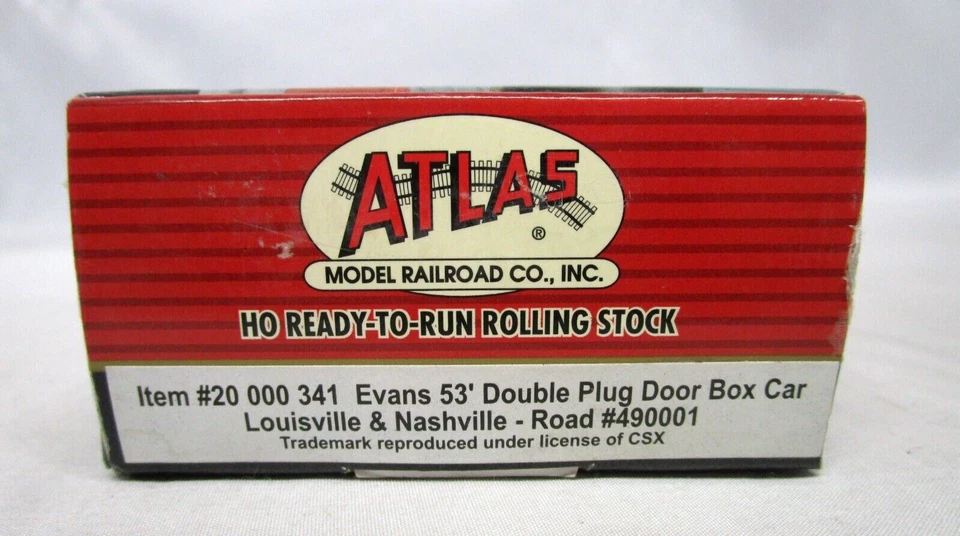 ATLAS
®
MODEL RAILROAD CO., INC.
HO READY-TO-RUN ROLLING STOCK
Item #20 000 341 Evans 53' Double Plug Door Box Car
Louisville & Nashville - Road #490001
Trademark reproduced under license of CSX